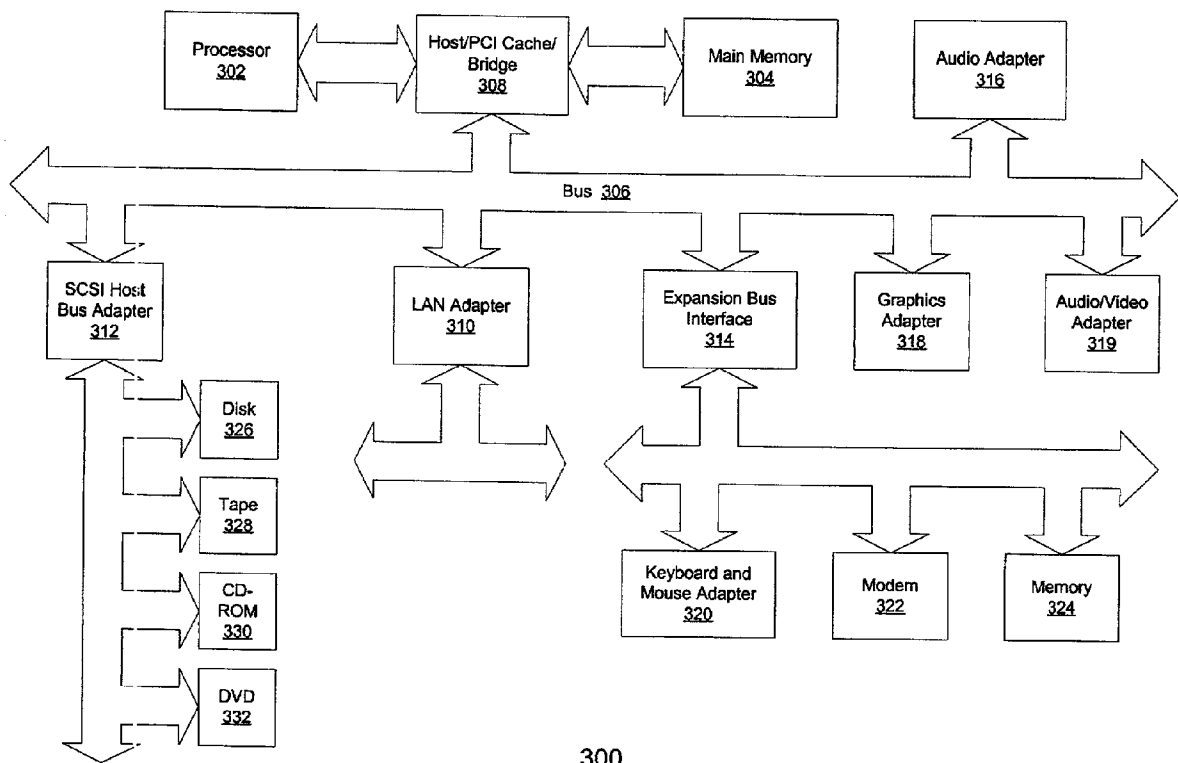 Processor
302
Host/PCI Cache/
Bridge
308
Main Memory
304
Audio Adapter
316
Bus 306
SCSI Host
Bus Adapter
312
LAN Adapter
310
Expansion Bus
Interface
314
Graphics
Adapter
318
Audio/Video
Adapter
319
Disk
326
Tape
328
CD-
ROM
330
DVD
332
Keyboard and
Mouse Adapter
320
Modem
322
Memory
324
300